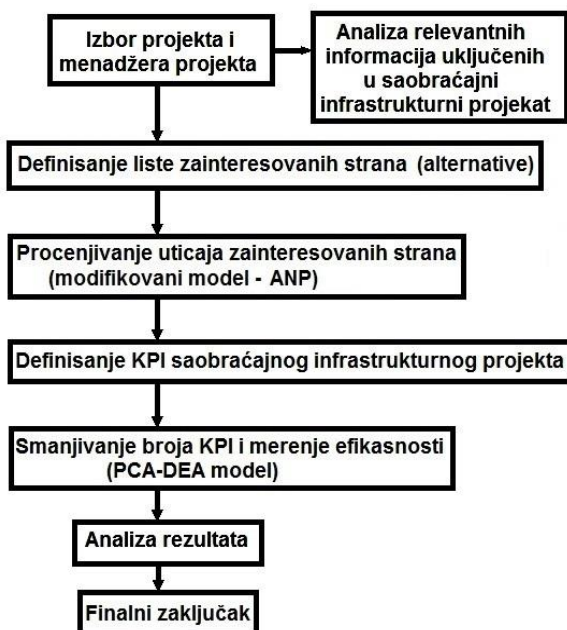 Izbor projekta i
menadžera projekta
Analiza relevantnih
informacija uključenih
u saobraćajni
infrastrukturni projekat
Definisanje liste zainteresovanih strana (alternative)
Procenjivanje uticaja zainteresovanih strana
(modifikovani model - ANP)
Definisanje KPI saobraćajnog infrastrukturnog projekta
Smanjivanje broja KPI i merenje efikasnosti
(PCA-DEA model)
Analiza rezultata
Finalni zaključak